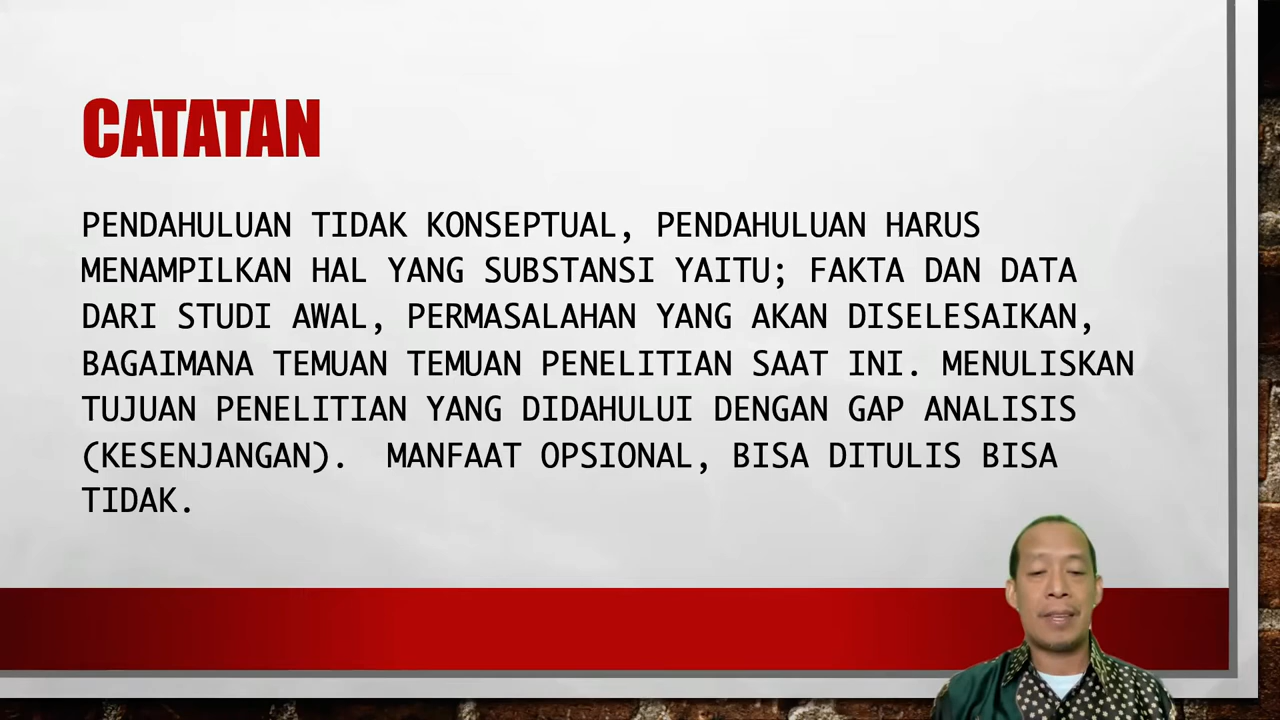 CATATAN
PENDAHULUAN TIDAK KONSEPTUAL, PENDAHULUAN HARUS
MENAMPILKAN HAL YANG SUBSTANSI YAITU; FAKTA DAN DATA
DARI STUDI AWAL, PERMASALAHAN YANG AKAN DISELESAIKAN,
BAGAIMANA TEMUAN TEMUAN PENELITIAN SAAT INI. MENULISKAN
TUJUAN PENELITIAN YANG DIDAHULUI DENGAN GAP ANALISIS
(KESENJANGAN).  MANFAAT OPSIONAL, BISA DITULIS BISA
TIDAK.